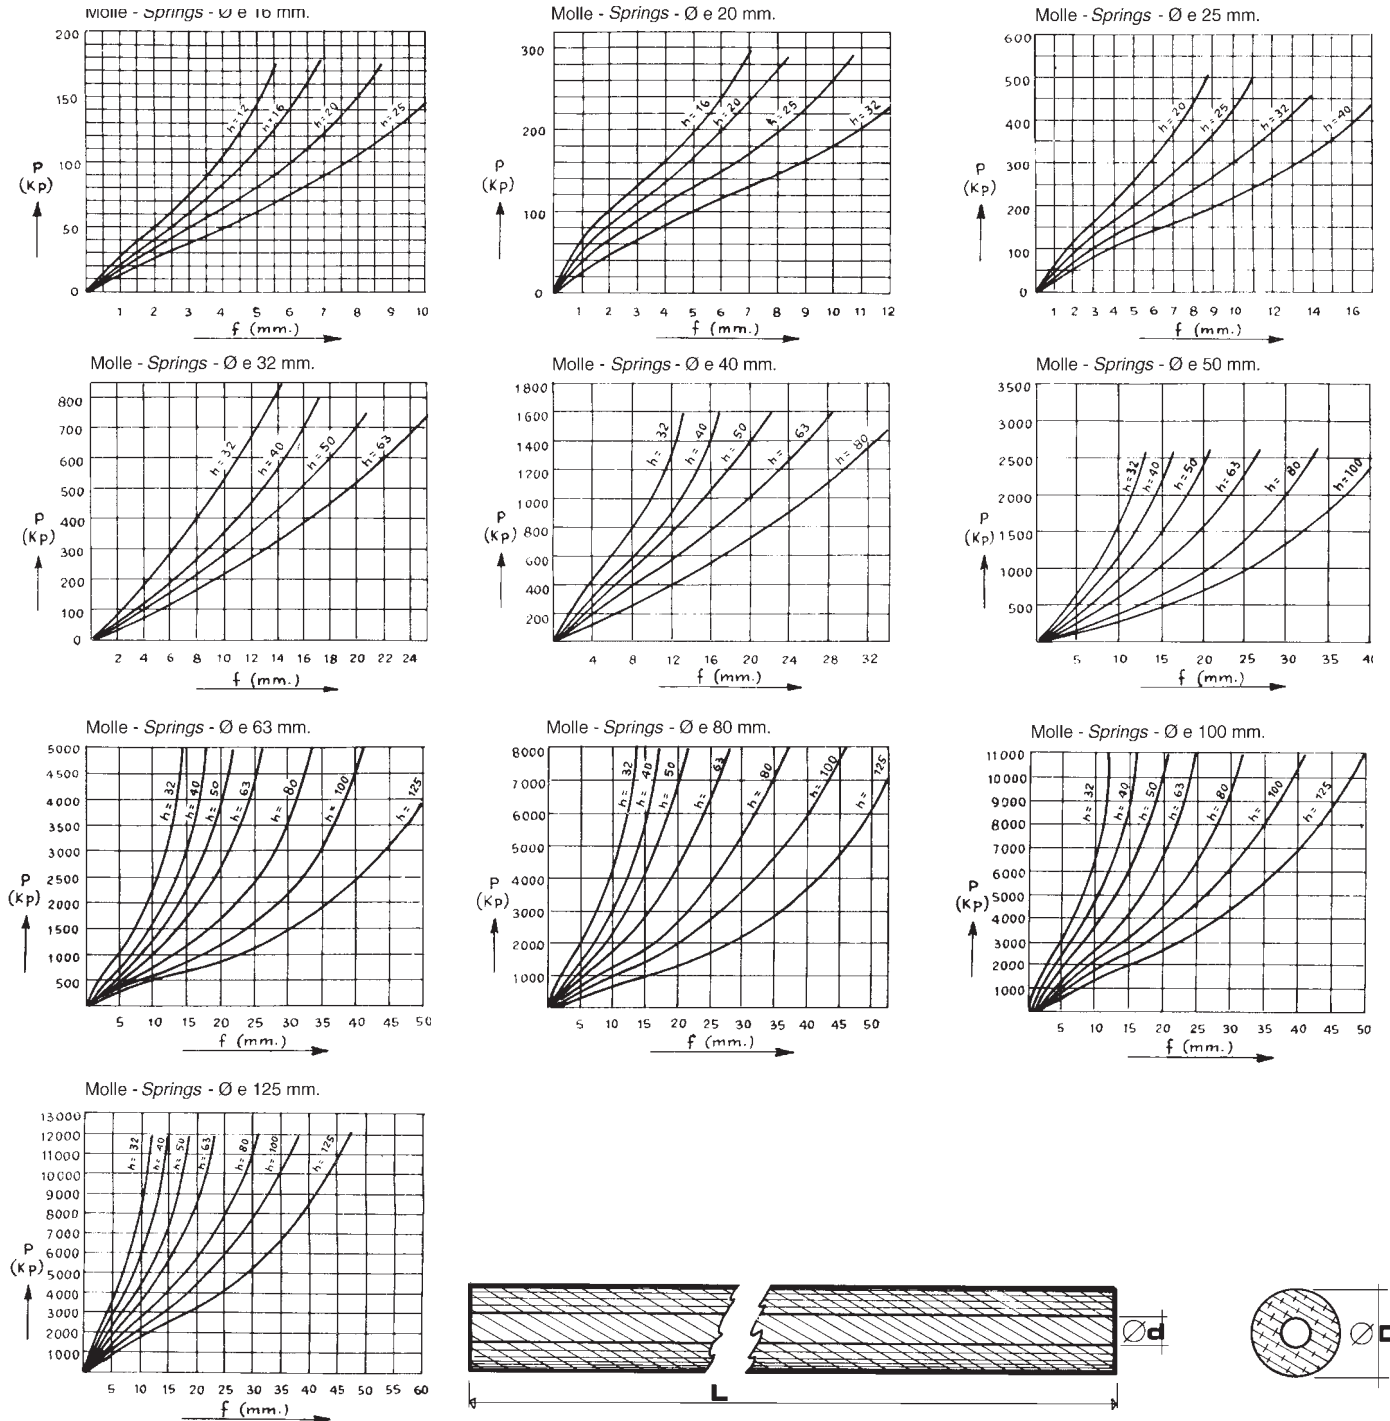 Molle - Springs - Ø e 16 mm.
200
150
100
50
0
P
(Kp)
h=12
h=16
h=20
h=25
1 2 3 4 5 6 7 8 9 10
f (mm.)
Molle - Springs - Ø e 20 mm.
300
200
100
0
P
(Kp)
h=16
h=20
h=25
h=32
1 2 3 4 5 6 7 8 9 10 11 12
f (mm.)
Molle - Springs - Ø e 25 mm.
600
500
400
300
200
100
0
P
(Kp)
h=20
h=25
h=32
h=40
1 2 3 4 5 6 7 8 9 10 12 14 16
f (mm.)
Molle - Springs - Ø e 32 mm.
800
700
600
500
400
300
200
100
0
P
(Kp)
h=32
h=40
h=50
h=63
2 4 6 8 10 12 14 16 18 20 22 24
f (mm.)
Molle - Springs - Ø e 40 mm.
1800
1600
1400
1200
1000
800
600
400
200
P
(Kp)
h= 32
h= 40
h= 50
h= 63
h= 80
4 8 12 16 20 24 28 32
f (mm.)
Molle - Springs - Ø e 50 mm.
3500
3000
2500
2000
1500
1000
500
P
(Kp)
h=32
h=40
h=50
h=63
h= 80
h=100
5 10 15 20 25 30 35 40
f (mm.)
Molle - Springs - Ø e 63 mm.
5000
4500
4000
3500
3000
2500
2000
1500
1000
500
P
(Kp)
h= 32
h= 40
h= 50
h= 63
h= 80
h= 100
h= 125
5 10 15 20 25 30 35 40 45 50
f (mm.)
Molle - Springs - Ø e 80 mm.
8000
7000
6000
5000
4000
3000
2000
1000
P
(Kp)
h= 32
h= 40
h= 50
h= 63
h= 80
h= 100
h= 125
5 10 15 20 25 30 35 40 45 50
f (mm.)
Molle - Springs - Ø e 100 mm.
11000
10000
9000
8000
7000
6000
5000
4000
3000
2000
1000
P
(Kp)
h= 32
h= 40
h= 50
h= 63
h= 80
h= 100
h= 125
5 10 15 20 25 30 35 40 45 50
f (mm.)
Molle - Springs - Ø e 125 mm.
13000
12000
11000
10000
9000
8000
7000
6000
5000
4000
3000
2000
1000
P
(Kp)
h= 32
h= 40
h= 50
h= 63
h= 80
h= 100
h= 125
5 10 15 20 25 30 35 40 45 50 55 60
f (mm.)
Ød
L
ØD